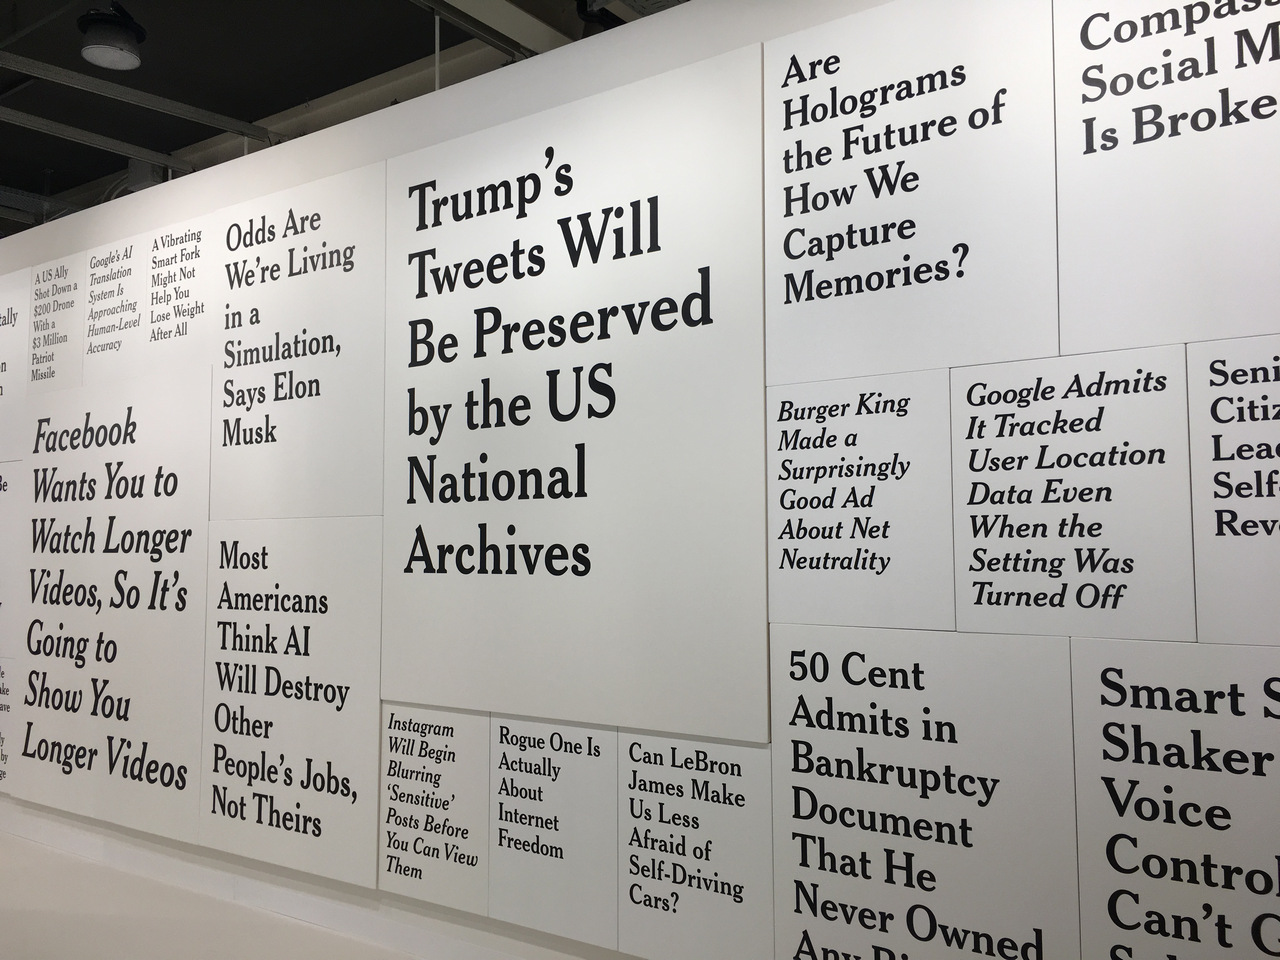 A US Ally
Shot Down a
$200 Drone
With a
$3 Million
Patriot
Missile
Google's AI
Translation
System Is
Approaching
Human-Level
Accuracy
A Vibrating
Smart Fork
Might Not
Help You
Lose Weight
After All
Facebook
Wants You to
Watch Longer
Videos, So It's
Going to
Show You
Longer Videos
Odds Are
We're Living
in a
Simulation,
Says Elon
Musk
Most
Americans
Think AI
Will Destroy
Other
People's Jobs,
Not Theirs
Trump's
Tweets Will
Be Preserved
by the US
National
Archives
Instagram
Will Begin
Blurring
‘Sensitive’
Posts Before
You Can View
Them
Rogue One Is
Actually
About
Internet
Freedom
Can LeBron
James Make
Us Less
Afraid of
Self-Driving
Cars?
Are
Holograms
the Future of
How We
Capture
Memories?
Compass
Social M
Is Broke
Burger King
Made a
Surprisingly
Good Ad
About Net
Neutrality
Google Admits
It Tracked
User Location
Data Even
When the
Setting Was
Turned Off
Seni
Citiz
Lead
Self-
Rev
50 Cent
Admits in
Bankruptcy
Document
That He
Never Owned
Any
Smart S
Shaker
Voice
Control
Can't G